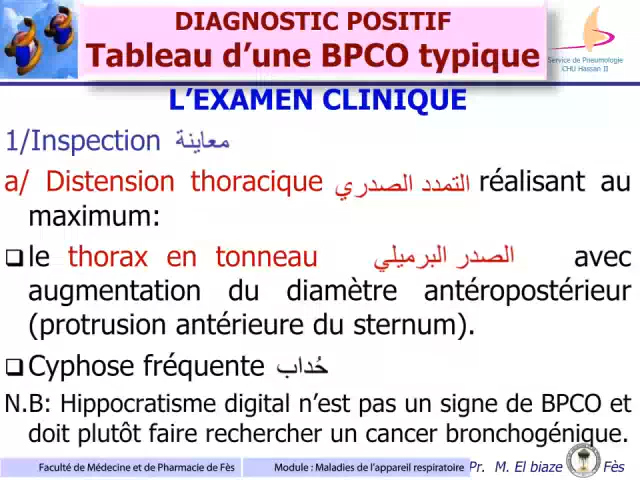 DIAGNOSTIC POSITIF
Tableau d’une BPCO typique
Service de Pneumologie
CHU Hassan II
L’EXAMEN CLINIQUE
1/Inspection معاينة
a/ Distension thoracique التمدد الصدري réalisant au
maximum:
le thorax en tonneau الصدر البرميلي avec
augmentation du diamètre antéropostérieur
(protrusion antérieure du sternum).
Cyphose fréquente حُداب
N.B: Hippocratisme digital n’est pas un signe de BPCO et
doit plutôt faire rechercher un cancer bronchogénique.
Faculté de Médecine et de Pharmacie de Fès Module : Maladies de l’appareil respiratoire Pr. M. El biaze Fès